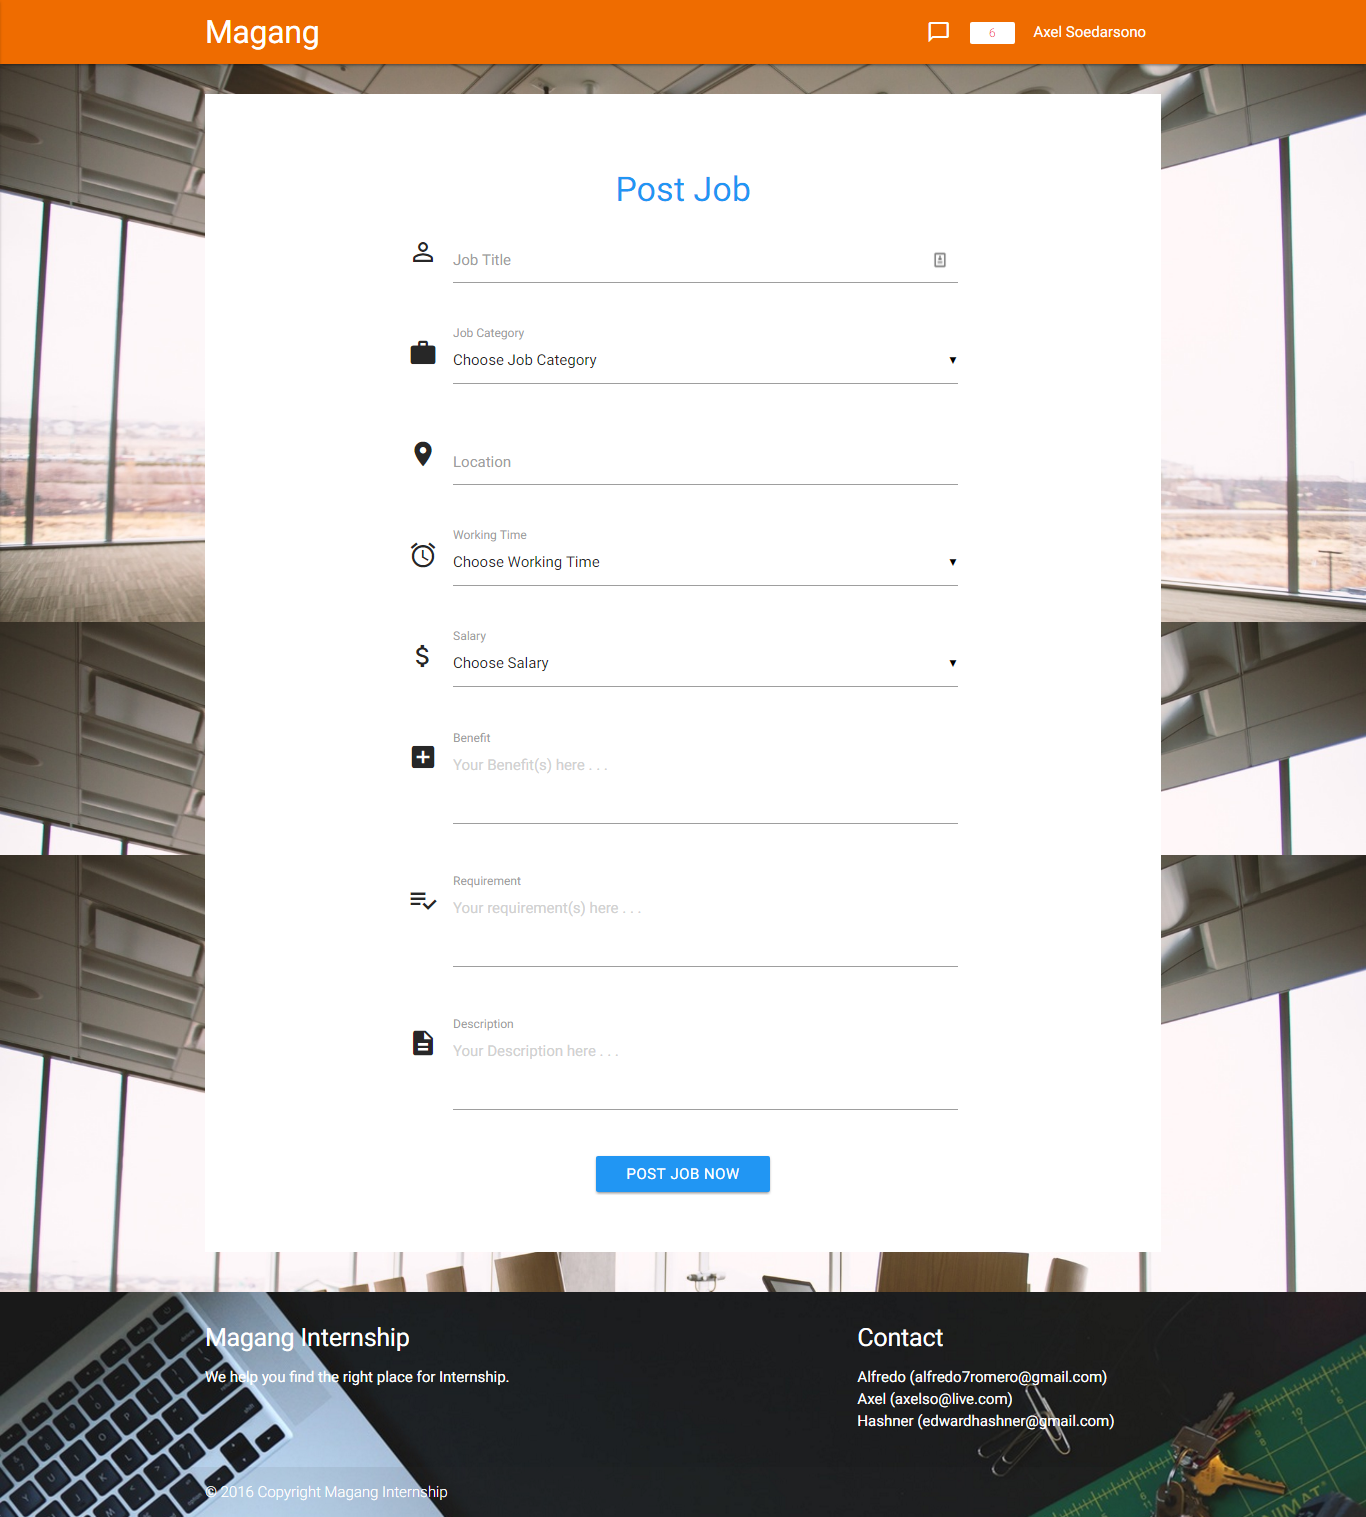 Magang
6
Axel Soedarsono
Post Job
Job Title
Job Category
Choose Job Category
Location
Working Time
Choose Working Time
Salary
Choose Salary
Benefit
Your Benefit(s) here . . .
Requirement
Your requirement(s) here . . .
Description
Your Description here . . .
POST JOB NOW
Magang Internship
We help you find the right place for Internship.
Contact
Alfredo (alfredo7romero@gmail.com)
Axel (axelso@live.com)
Hashner (edwardhashner@gmail.com)
© 2016 Copyright Magang Internship